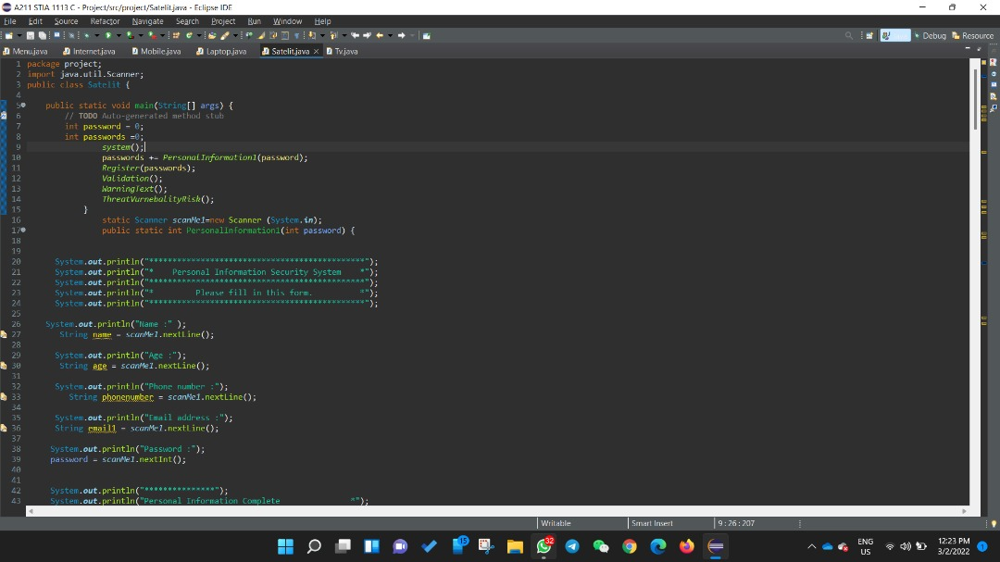 A211 STIA 1113 C - Project/src/project/Satelit.java - Eclipse IDE
File Edit Source Refactor Navigate Search Project Run Window Help
Debug Resource
Menu.java Internet.java Mobile.java Laptop.java Satelit.java Tv.java
1 package project;
2 import java.util.Scanner;
3 public class Satelit {
4
5 public static void main(String[] args) {
6 // TODO Auto-generated method stub
7 int password = 0;
8 int passwords =0;
9 system();
10 passwords += PersonalInformation1(password);
11 Register(passwords);
12 Validation();
13 WarningText();
14 ThreatVurnebalityRisk();
15 }
16 static Scanner scanMe1=new Scanner (System.in);
17 public static int PersonalInformation1(int password) {
18
19
20 System.out.println("**********************************************");
21 System.out.println("* Personal Information Security System *");
22 System.out.println("**********************************************");
23 System.out.println("* Please fill in this form. *");
24 System.out.println("**********************************************");
25
26 System.out.println("Name :" );
27 String name = scanMe1.nextLine();
28
29 System.out.println("Age :");
30 String age = scanMe1.nextLine();
31
32 System.out.println("Phone number :");
33 String phonenumber = scanMe1.nextLine();
34
35 System.out.println("Email address :");
36 String email1 = scanMe1.nextLine();
37
38 System.out.println("Password :");
39 password = scanMe1.nextInt();
40
41
42 System.out.println("***************");
43 System.out.println("Personal Information Complete *");
Writable Smart Insert 9 : 26 : 207
15 32 ENG US 12:23 PM 3/2/2022 1